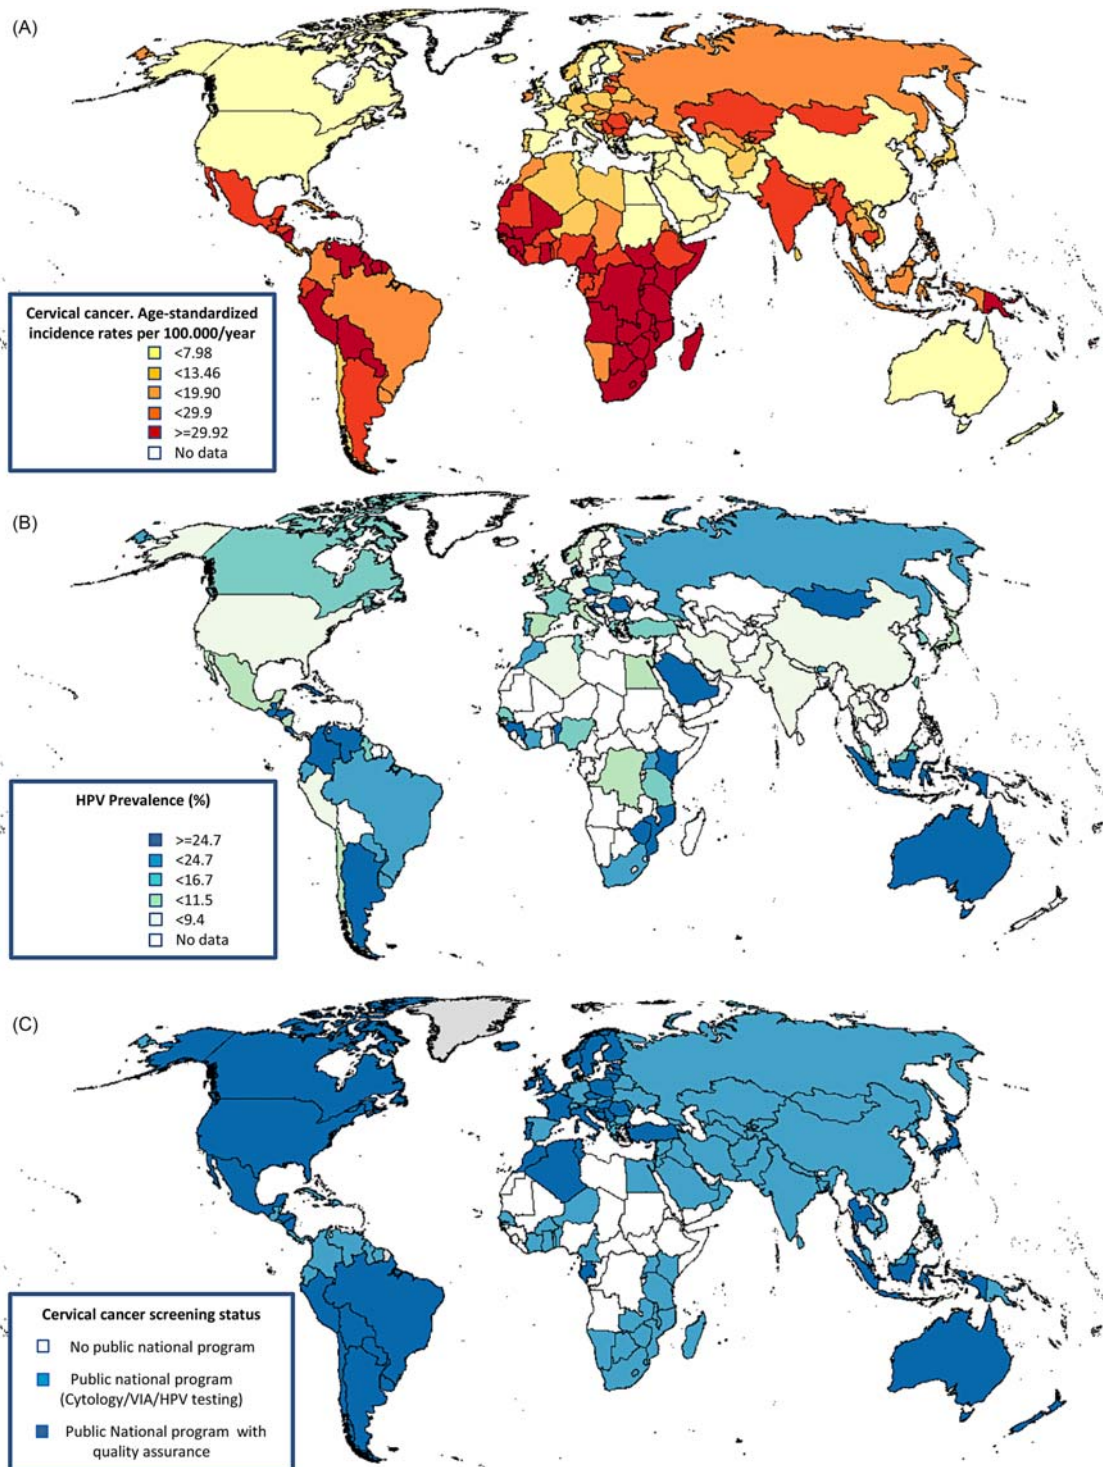 (A)
Cervical cancer. Age-standardized
incidence rates per 100.000/year
<7.98
<13.46
<19.90
<29.9
>=29.92
No data
(B)
HPV Prevalence (%)
>=24.7
<24.7
<16.7
<11.5
<9.4
No data
(C)
Cervical cancer screening status
No public national program
Public national program
(Cytology/VIA/HPV testing)
Public National program with
quality assurance